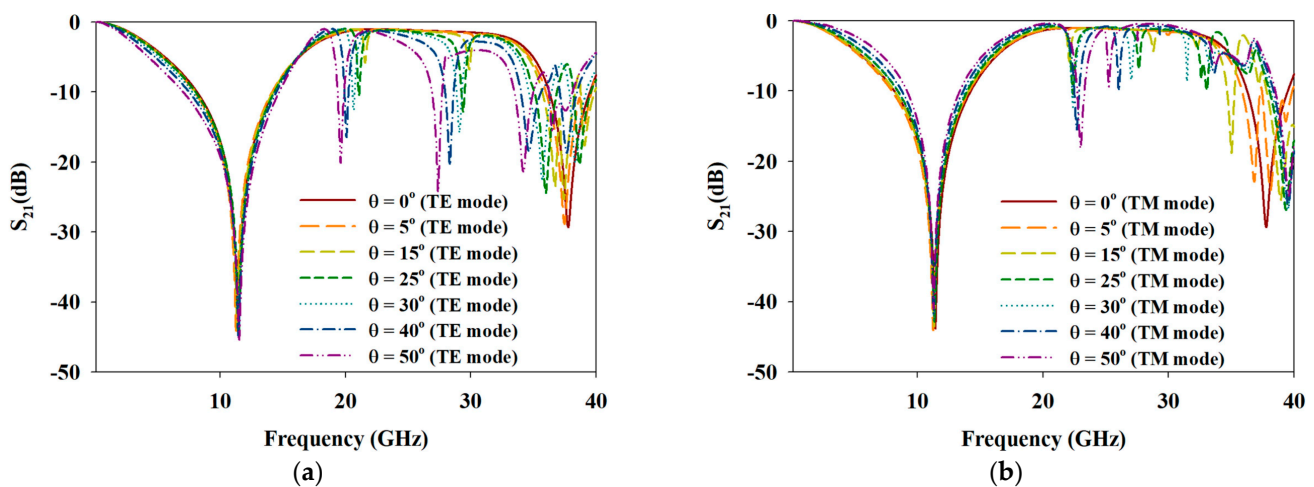 0
-10
-20
-30
-40
-50
S21(dB)
θ = 0° (TE mode)
θ = 5° (TE mode)
θ = 15° (TE mode)
θ = 25° (TE mode)
θ = 30° (TE mode)
θ = 40° (TE mode)
θ = 50° (TE mode)
10 20 30 40
Frequency (GHz)
(a)
0
-10
-20
-30
-40
-50
S21(dB)
θ = 0° (TM mode)
θ = 5° (TM mode)
θ = 15° (TM mode)
θ = 25° (TM mode)
θ = 30° (TM mode)
θ = 40° (TM mode)
θ = 50° (TM mode)
10 20 30 40
Frequency (GHz)
(b)